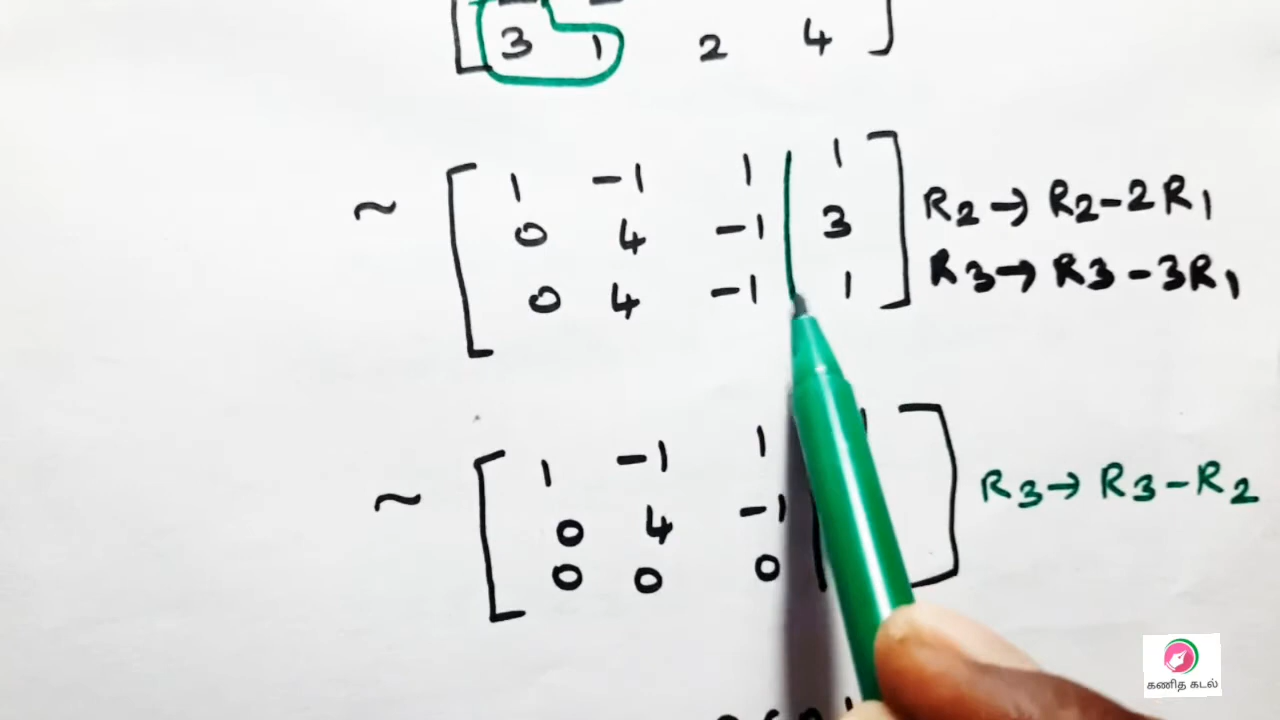 3 1 2 4
~ 1 -1 1 1
0 4 -1 3 R2 → R2 - 2R1
0 4 -1 1 R3 → R3 - 3R1
~ 1 -1 1
0 4 -1 R3 → R3 - R2
0 0 0
கணித கடல்